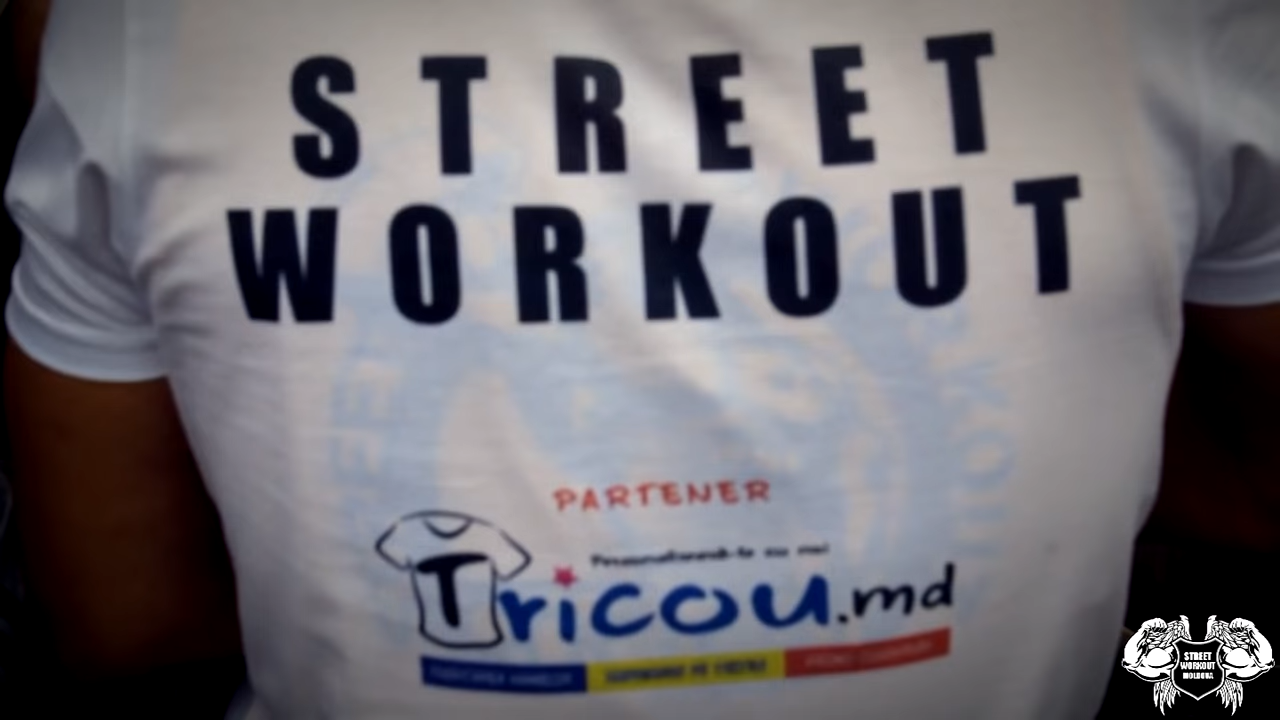 STREET
WORKOUT
PARTENER
Tricou.md
STREET
WORKOUT
MOLDOVA